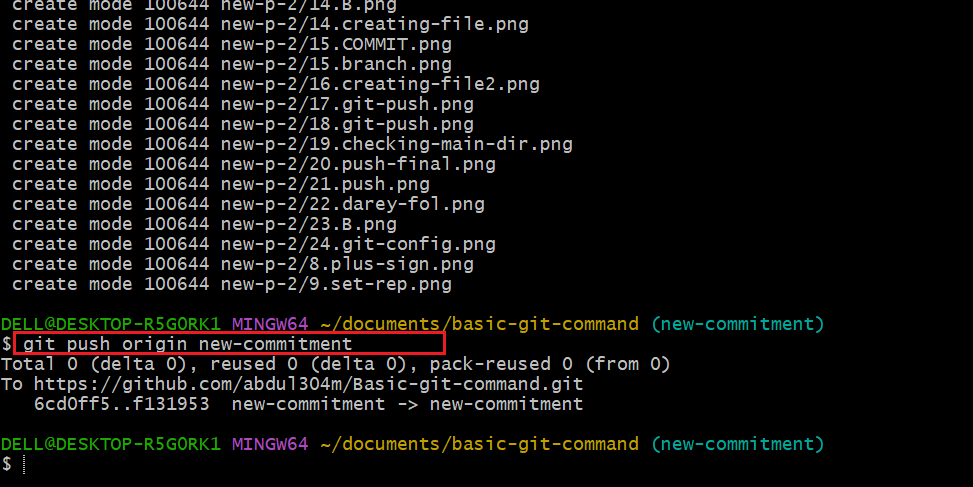 create mode 100644 new-p-2/14.B.png
create mode 100644 new-p-2/14.creating-file.png
create mode 100644 new-p-2/15.COMMIT.png
create mode 100644 new-p-2/15.branch.png
create mode 100644 new-p-2/16.creating-file2.png
create mode 100644 new-p-2/17.git-push.png
create mode 100644 new-p-2/18.git-push.png
create mode 100644 new-p-2/19.checking-main-dir.png
create mode 100644 new-p-2/20.push-final.png
create mode 100644 new-p-2/21.push.png
create mode 100644 new-p-2/22.darey-fol.png
create mode 100644 new-p-2/23.B.png
create mode 100644 new-p-2/24.git-config.png
create mode 100644 new-p-2/8.plus-sign.png
create mode 100644 new-p-2/9.set-rep.png
DELL@DESKTOP-R5G0RK1 MINGW64 ~/documents/basic-git-command (new-commitment)
$ git push origin new-commitment
Total 0 (delta 0), reused 0 (delta 0), pack-reused 0 (from 0)
To https://github.com/abdul304m/Basic-git-command.git
6cd0ff5..f131953  new-commitment -> new-commitment
DELL@DESKTOP-R5G0RK1 MINGW64 ~/documents/basic-git-command (new-commitment)
$